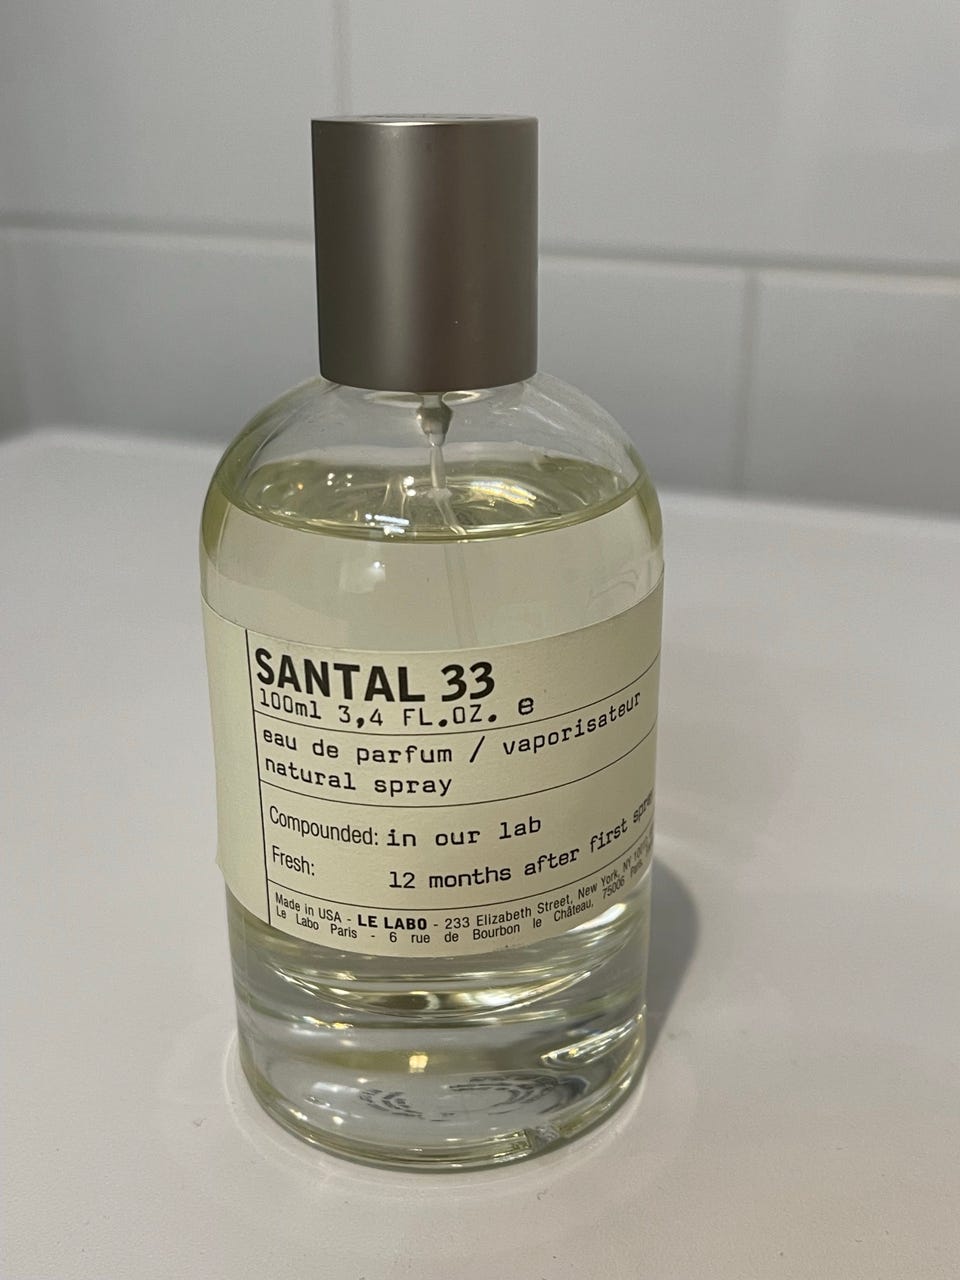 SANTAL 33
100ml 3,4 FL.OZ. e
eau de parfum / vaporisateur
natural spray
Compounded: in our lab
Fresh: 12 months after first
Made in USA - LE LABO - 233 Elizabeth Street, New York, NY
Le Labo Paris - 6 rue de Bourbon le Château, 75006 Paris